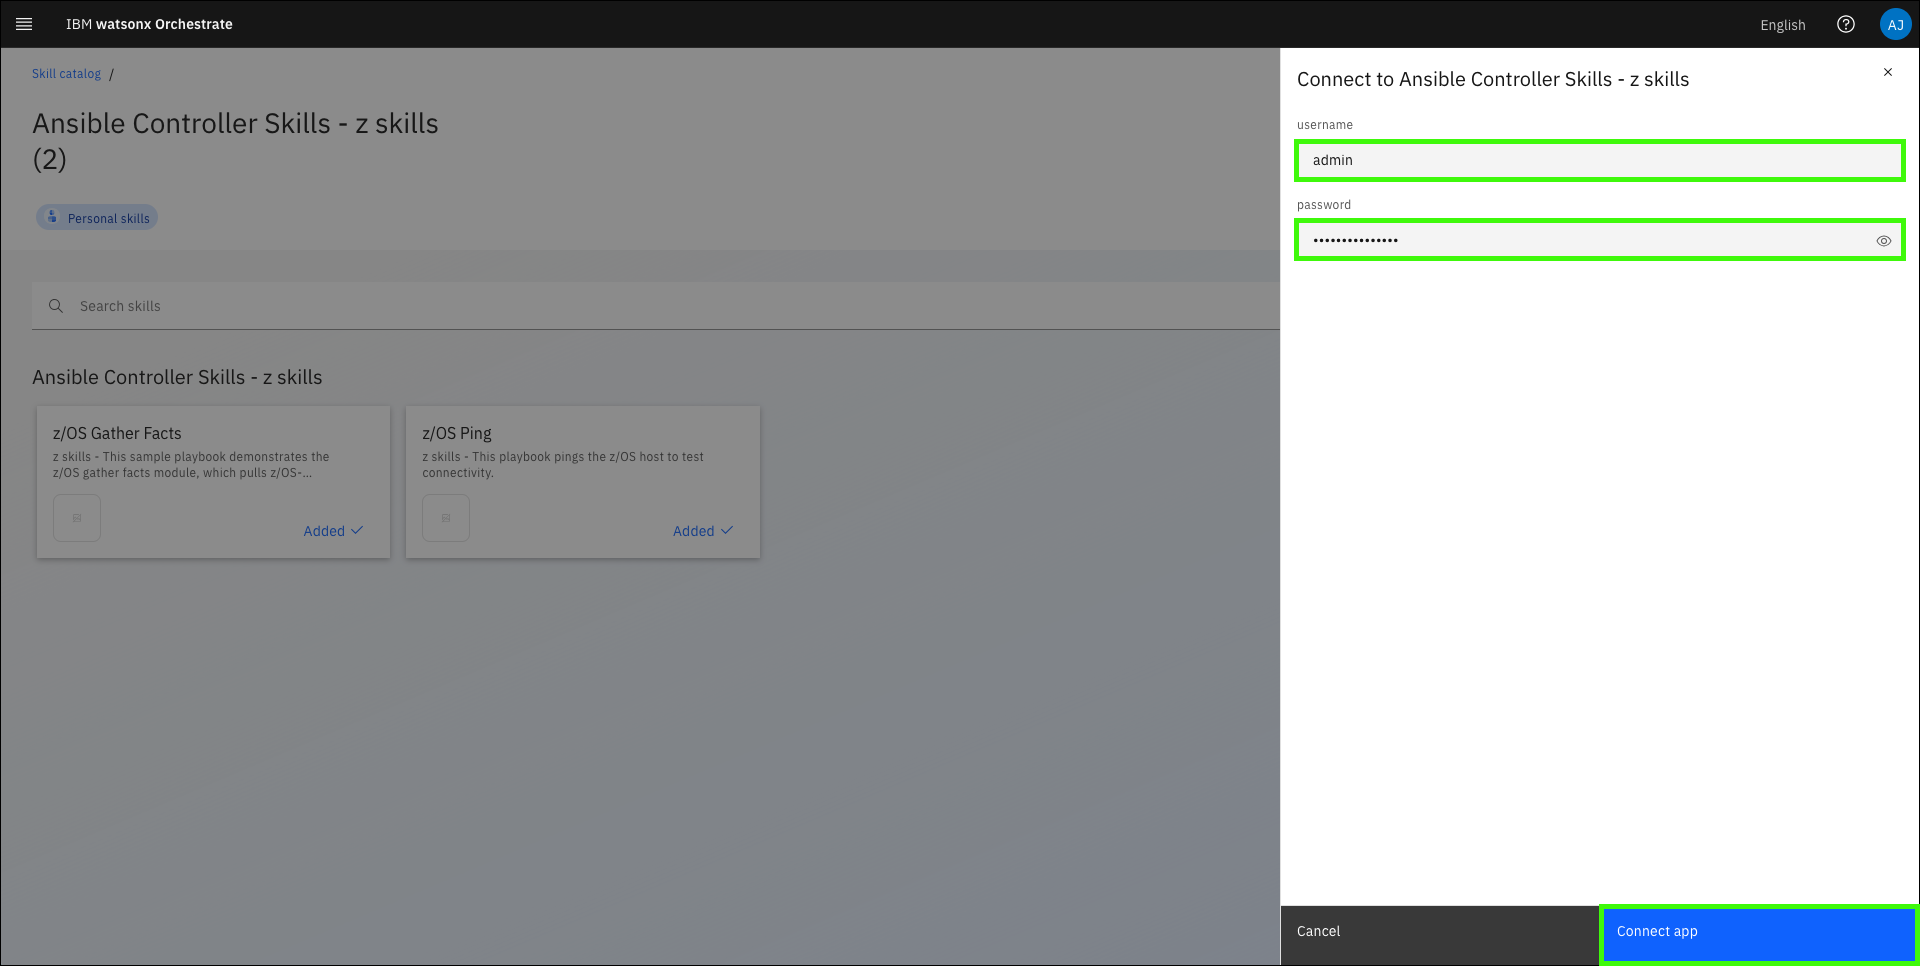 IBM watsonx Orchestrate
English
AJ
Skill catalog /
Ansible Controller Skills - z skills
(2)
Personal skills
Search skills
Ansible Controller Skills - z skills
z/OS Gather Facts
z skills - This sample playbook demonstrates the
z/OS gather facts module, which pulls z/OS-...
Added
z/OS Ping
z skills - This playbook pings the z/OS host to test
connectivity.
Added
Connect to Ansible Controller Skills - z skills
username
admin
password
•••••••••••••••
Cancel
Connect app